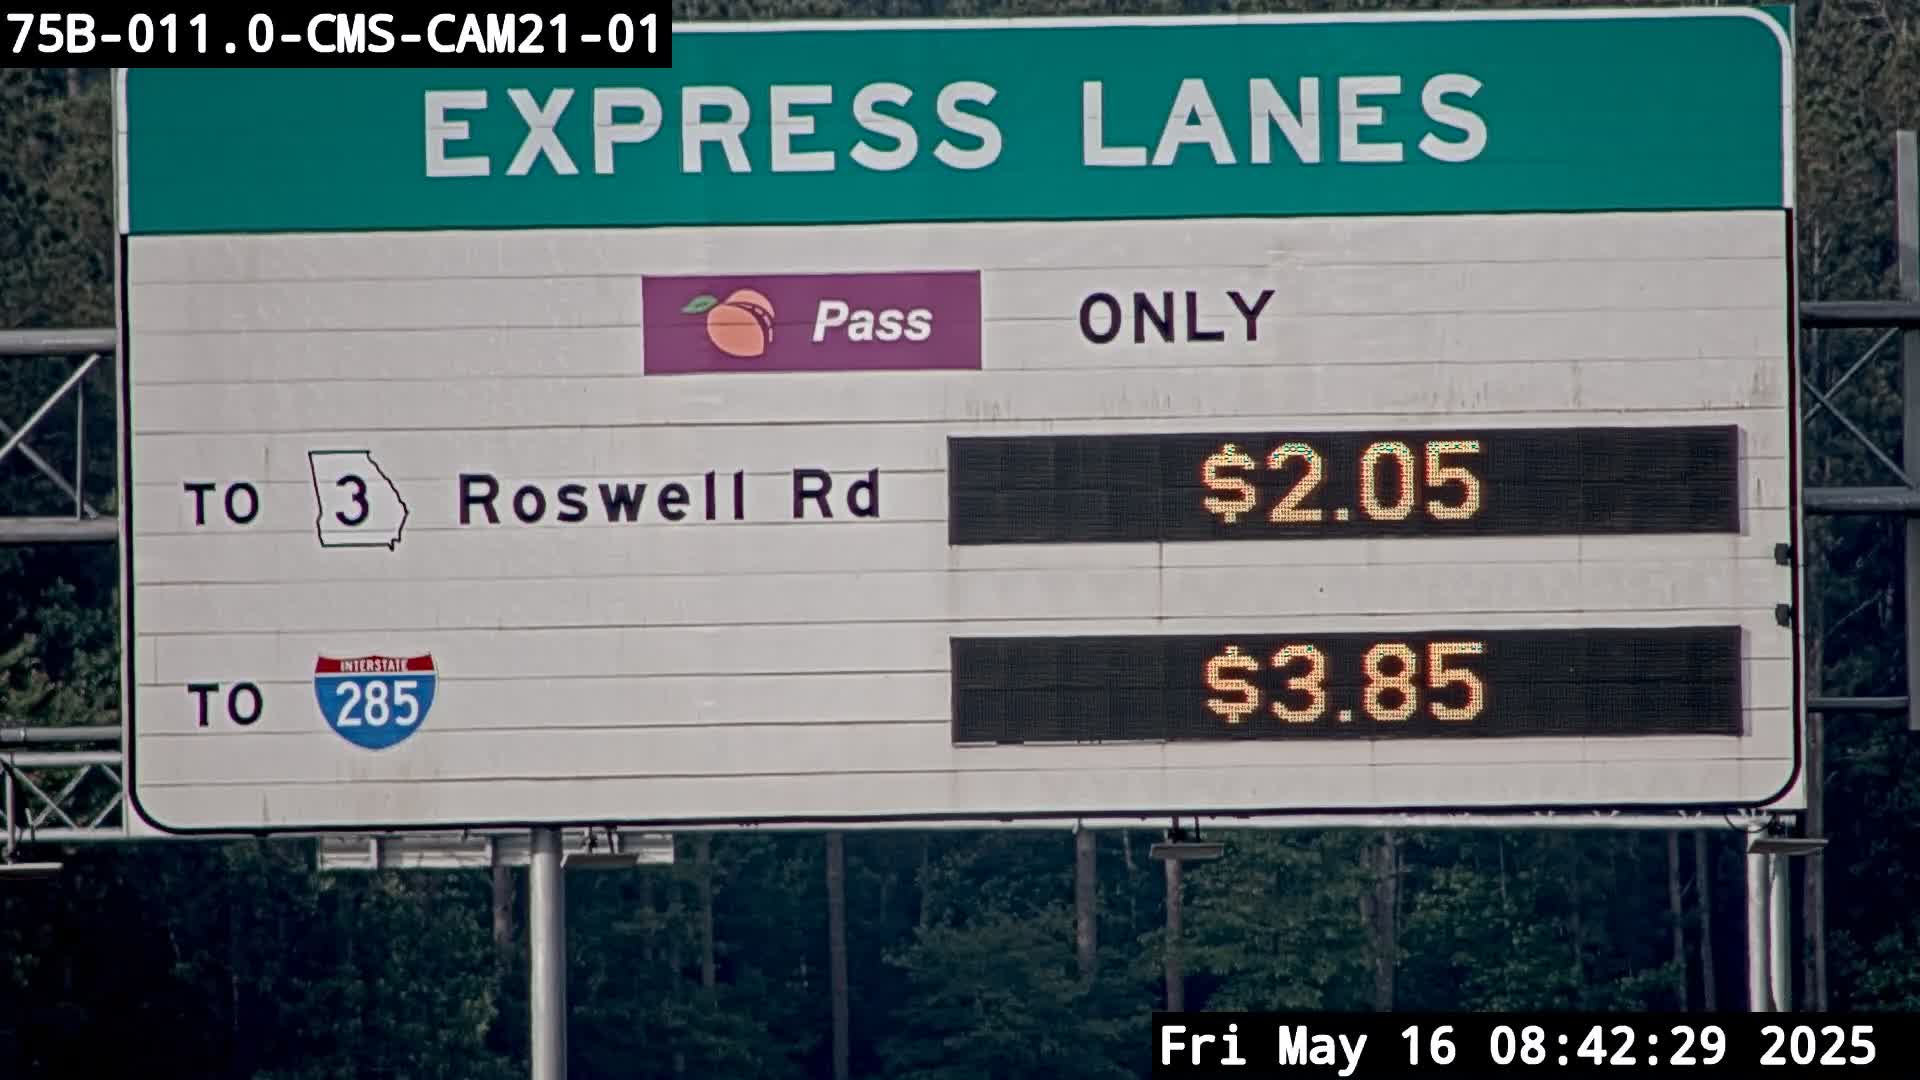 75B-011.0-CMS-CAM21-01
EXPRESS LANES
Pass ONLY
TO 3 Roswell Rd $2.05
TO INTERSTATE 285 $3.85
Fri May 16 08:42:29 2025